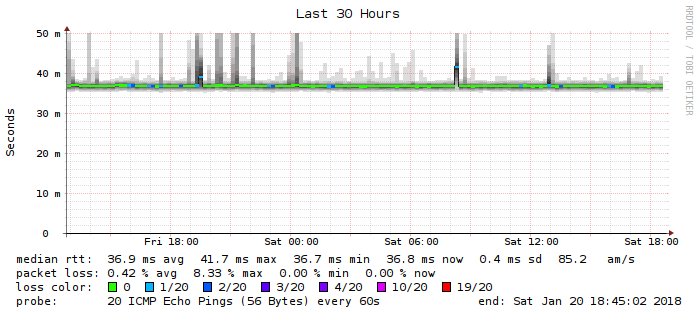 Last 30 Hours
RRDTOOL / TOBI OETIKER
Seconds
50 m
40 m
30 m
20 m
10 m
0
Fri 18:00 Sat 00:00 Sat 06:00 Sat 12:00 Sat 18:00
median rtt: 36.9 ms avg 41.7 ms max 36.7 ms min 36.8 ms now 0.4 ms sd 85.2 am/s
packet loss: 0.42 % avg 8.33 % max 0.00 % min 0.00 % now
loss color: 0 1/20 2/20 3/20 4/20 10/20 19/20
probe: 20 ICMP Echo Pings (56 Bytes) every 60s end: Sat Jan 20 18:45:02 2018